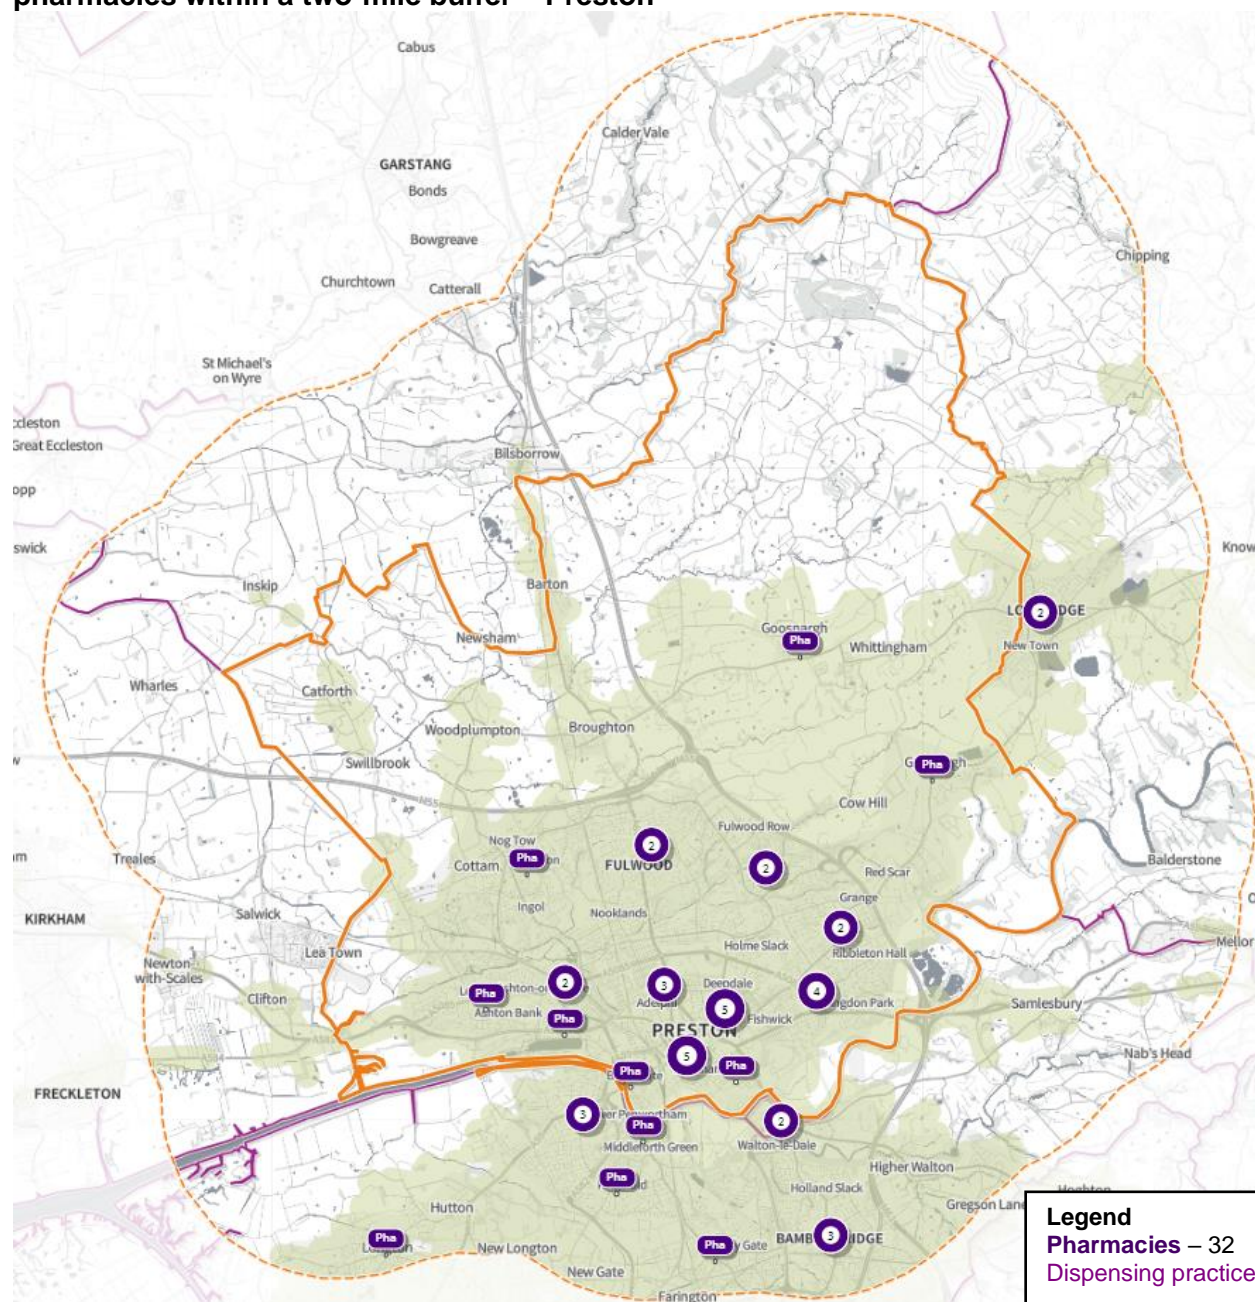 pharmacies within a two mile buffer – Preston
Cabus
Calder Vale
GARSTANG
Bonds
Bowgreave
Chipping
Churchtown
Catterall
St Michael's
on Wyre
Great Eccleston
Bilsborrow
Inskip
Barton
Newsham
Goosnargh
Pha
Whittingham
2
New Town
Wharles
Catforth
Woodplumpton
Broughton
Swillbrook
Pha
Cow Hill
Nog Tow
Fulwood Row
Treales
Cottam
Pha
2
FULWOOD
2
Red Scar
Balderstone
KIRKHAM
Salwick
Ingol
Nooklands
Grange
2
Lea Town
Holme Slack
Ribbleton Hall
Mellor
Newton-
with-Scales
Clifton
Pha
2
3
Deepdale
4
Samlesbury
Ashton Bank
Pha
5
Fishwick
PRESTON
5
Nab's Head
Pha
Pha
FRECKLETON
3
Pha
2
Middleforth Green
Walton-le-Dale
Higher Walton
Pha
Holland Slack
Hutton
Gregson Lane
Pha
New Longton
Pha
3
New Gate
Farington
Legend
Pharmacies – 32
Dispensing practice